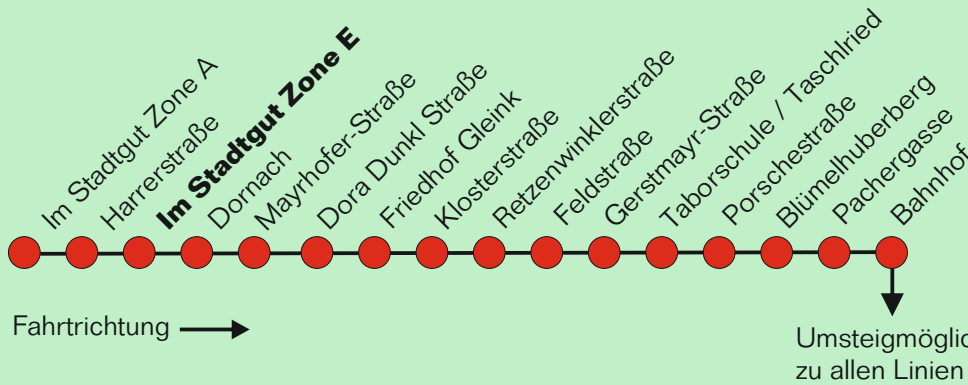 Im Stadtgut Zone A
Harrerstraße
Im Stadtgut Zone E
Dornach
Mayrhofer-Straße
Dora Dunkl Straße
Friedhof Gleink
Klosterstraße
Retzenwinklerstraße
Feldstraße
Gerstmayr-Straße
Taborschule / Taschlried
Porschestraße
Blümelhuberberg
Pachergasse
Bahnhof
Fahrtrichtung
Umsteigmöglic
zu allen Linien